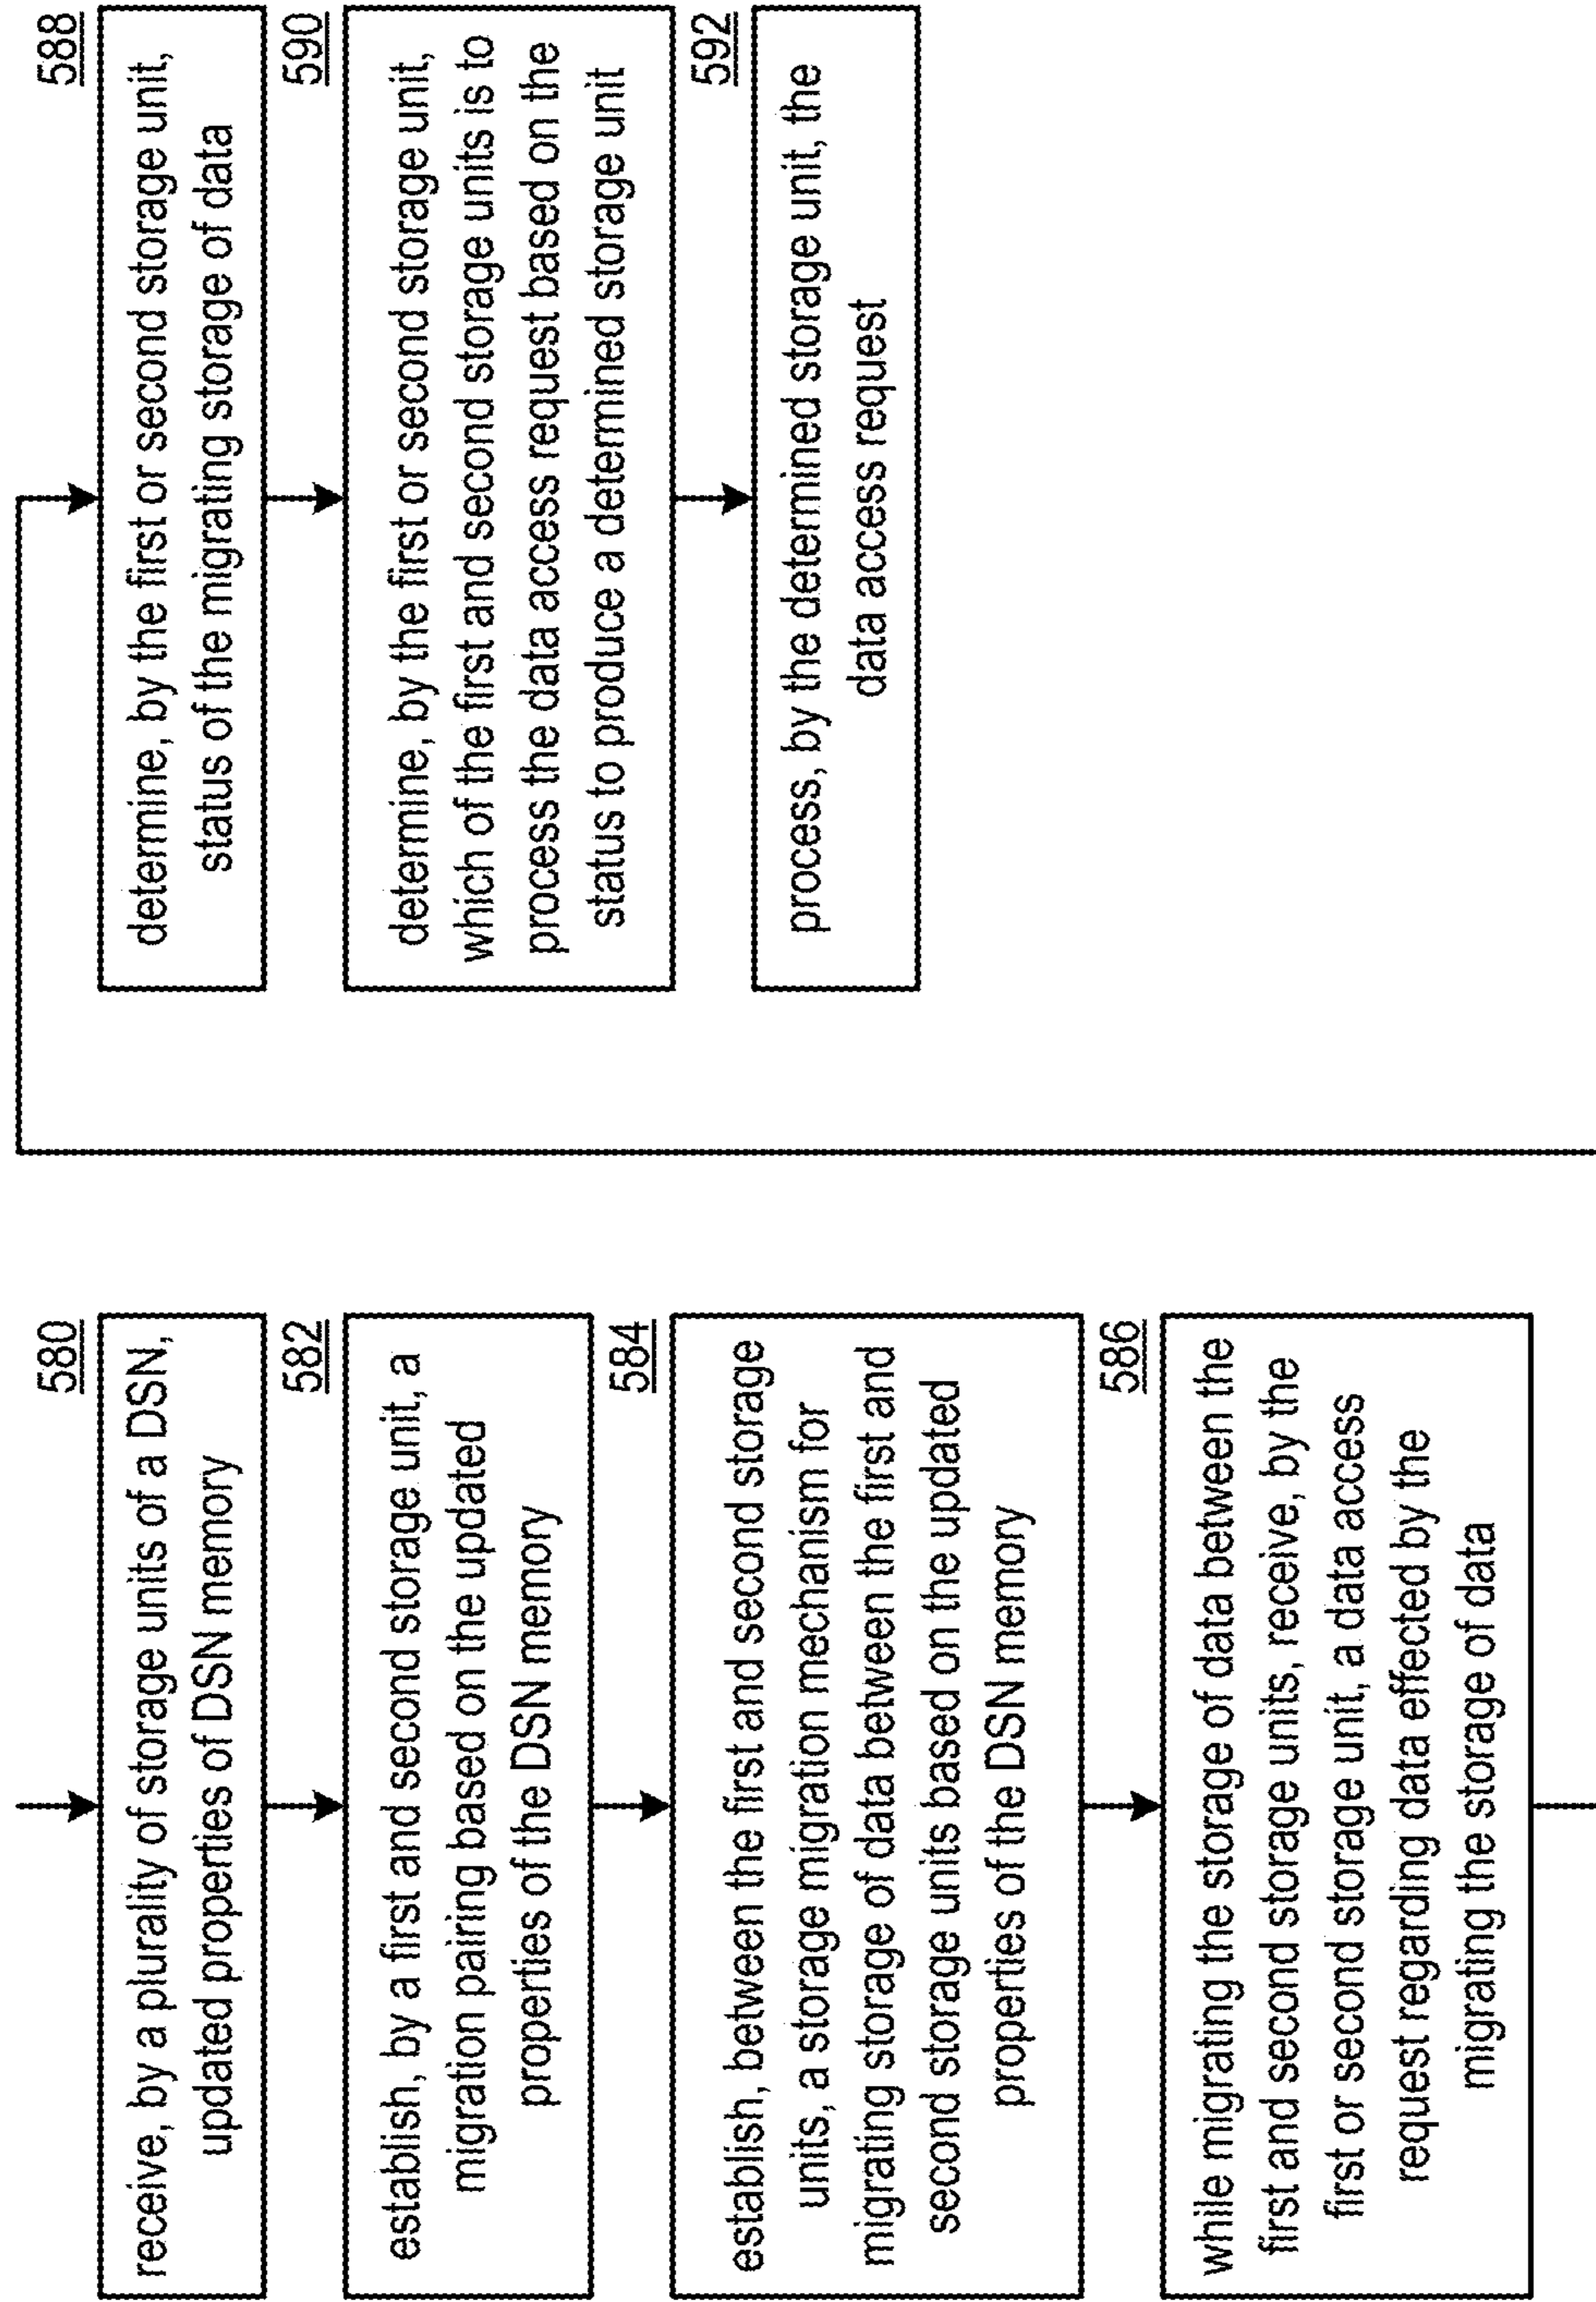 580
receive, by a plurality of storage units of a DSN,
updated properties of DSN memory
582
establish, by a first and second storage unit, a
migration pairing based on the updated
properties of the DSN memory
584
establish, between the first and second storage
units, a storage migration mechanism for
migrating storage of data between the first and
second storage units based on the updated
properties of the DSN memory
586
while migrating the storage of data between the
first and second storage units, receive, by the
first or second storage unit, a data access
request regarding data effected by the
migrating the storage of data
588
determine, by the first or second storage unit,
status of the migrating storage of data
590
determine, by the first or second storage unit,
which of the first and second storage units is to
process the data access request based on the
status to produce a determined storage unit
592
process, by the determined storage unit, the
data access request